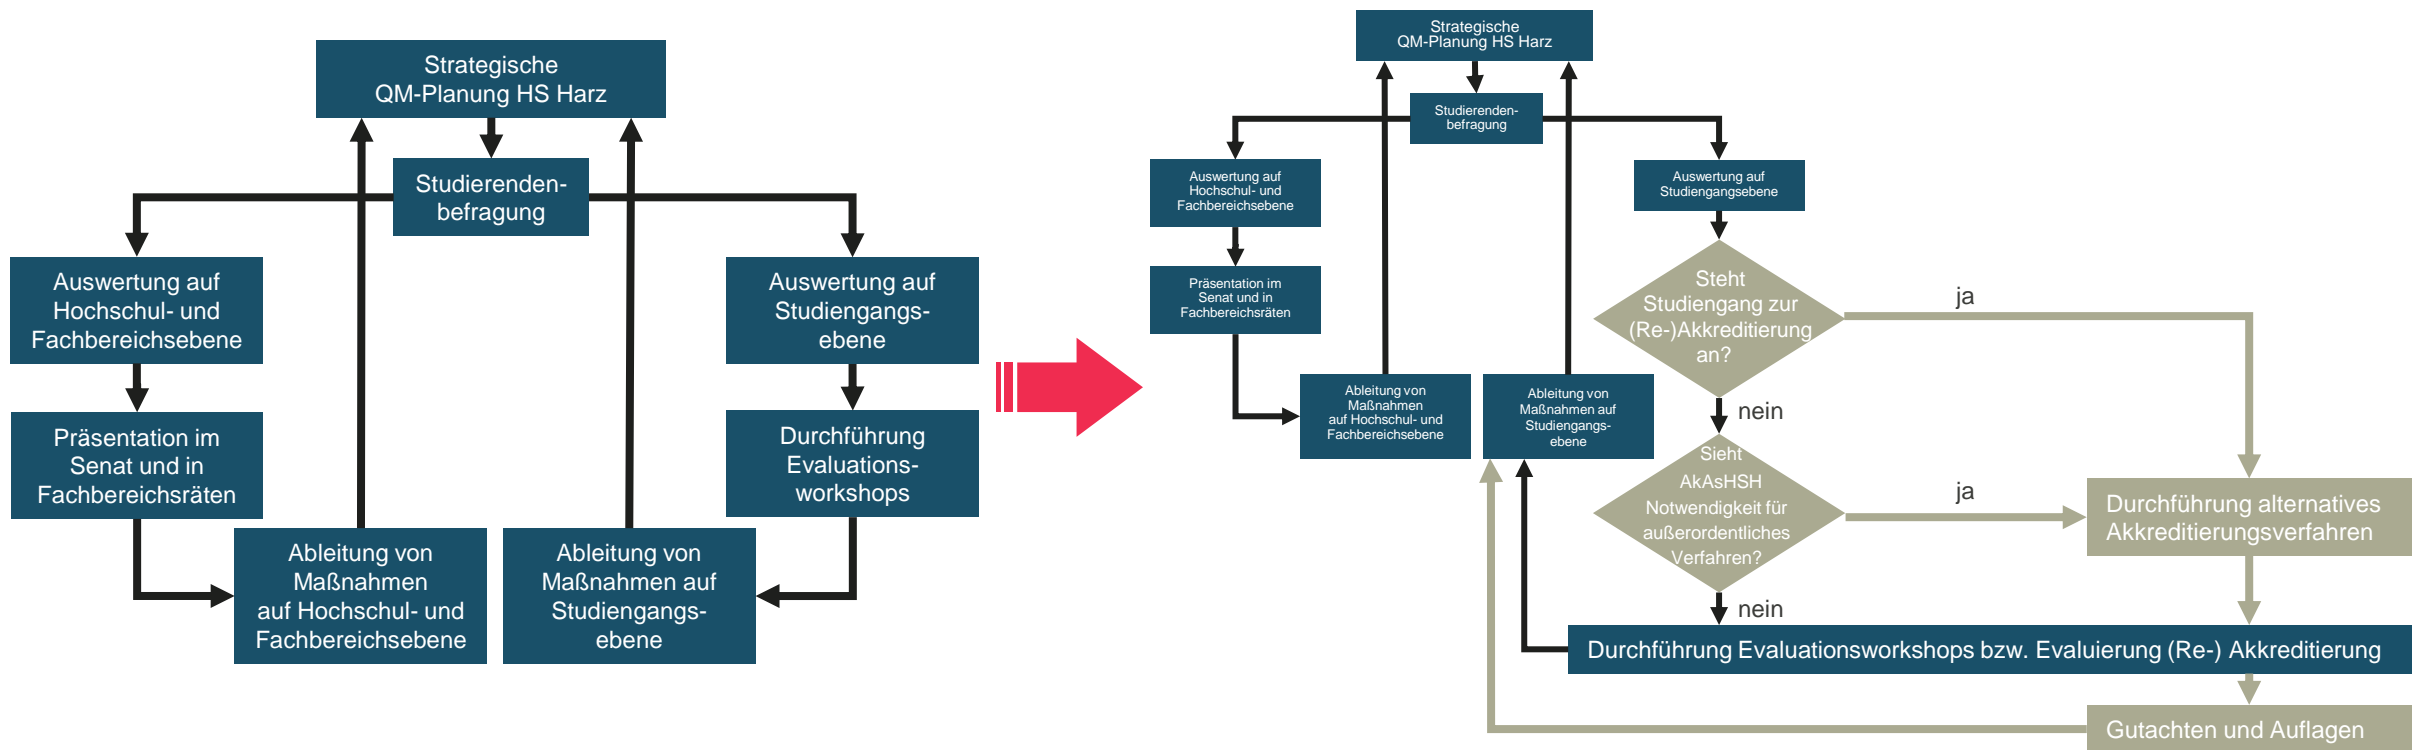 Strategische
QM-Planung HS Harz
Studierenden-
befragung
Auswertung auf
Hochschul- und
Fachbereichsebene
Auswertung auf
Studiengangs-
ebene
Präsentation im
Senat und in
Fachbereichsräten
Durchführung
Evaluations-
workshops
Ableitung von
Maßnahmen
auf Hochschul- und
Fachbereichsebene
Ableitung von
Maßnahmen auf
Studiengangs-
ebene
Strategische
QM-Planung HS Harz
Studierenden-
befragung
Auswertung auf
Hochschul- und
Fachbereichsebene
Auswertung auf
Studiengangsebene
Präsentation im
Senat und in
Fachbereichsräten
Steht
Studiengang zur
(Re-)Akkreditierung
an?
ja
nein
Ableitung von
Maßnahmen
auf Hochschul- und
Fachbereichsebene
Ableitung von
Maßnahmen auf
Studiengangs-
ebene
Sieht
AkAsHSH
Notwendigkeit für
außerordentliches
Verfahren?
ja
nein
Durchführung alternatives
Akkreditierungsverfahren
Durchführung Evaluationsworkshops bzw. Evaluierung (Re-) Akkreditierung
Gutachten und Auflagen